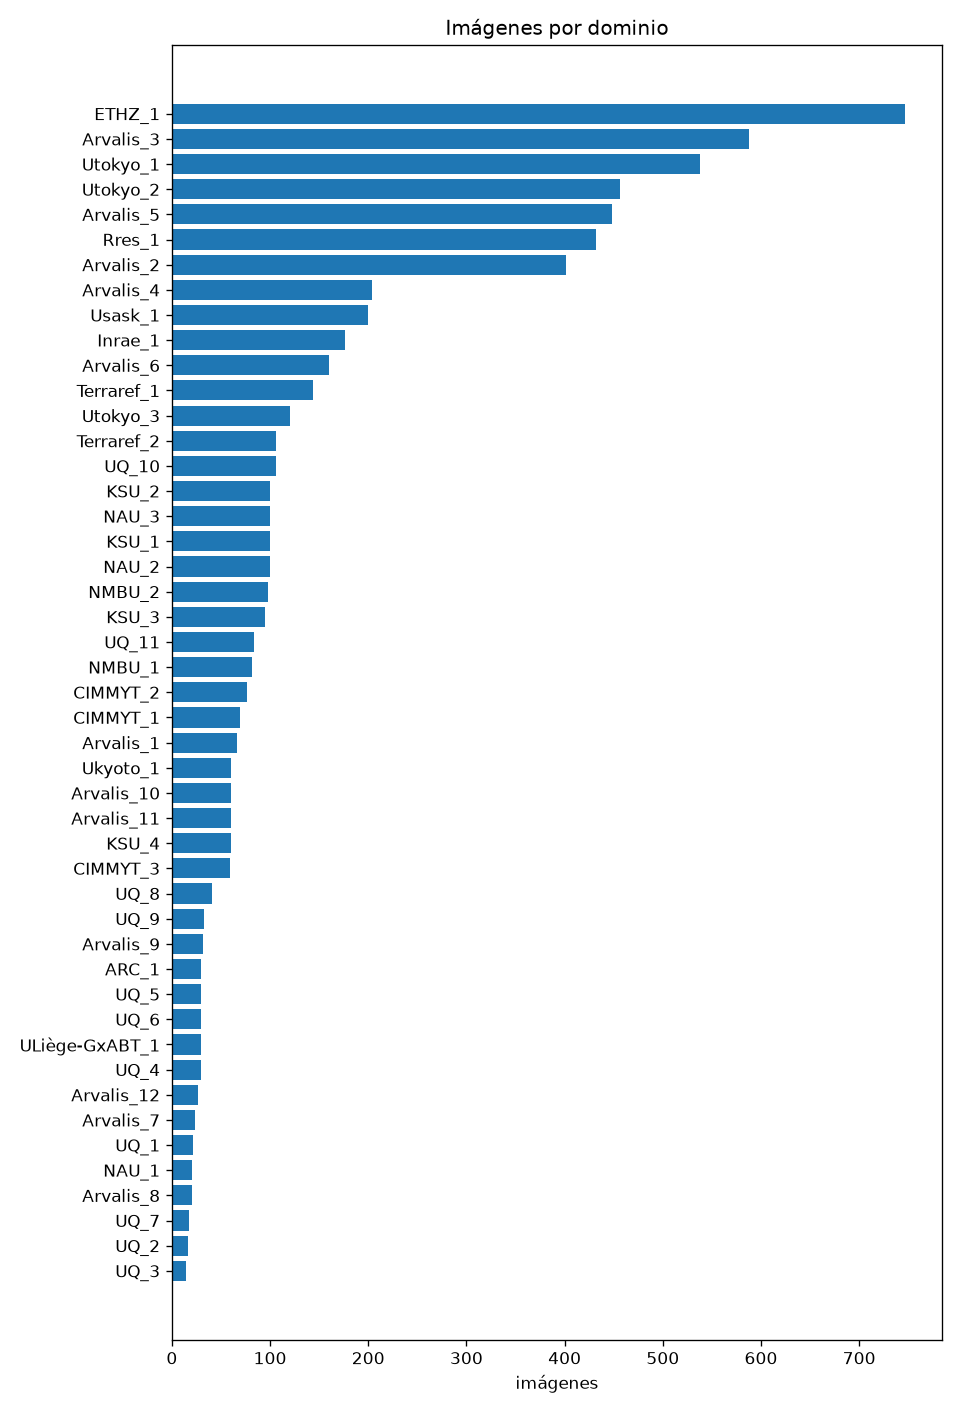 Imágenes por dominio
ETHZ_1
Arvalis_3
Utokyo_1
Utokyo_2
Arvalis_5
Rres_1
Arvalis_2
Arvalis_4
Usask_1
Inrae_1
Arvalis_6
Terraref_1
Utokyo_3
Terraref_2
UQ_10
KSU_2
NAU_3
KSU_1
NAU_2
NMBU_2
KSU_3
UQ_11
NMBU_1
CIMMYT_2
CIMMYT_1
Arvalis_1
Ukyoto_1
Arvalis_10
Arvalis_11
KSU_4
CIMMYT_3
UQ_8
UQ_9
Arvalis_9
ARC_1
UQ_5
UQ_6
ULiège-GxABT_1
UQ_4
Arvalis_12
Arvalis_7
UQ_1
NAU_1
Arvalis_8
UQ_7
UQ_2
UQ_3
0 100 200 300 400 500 600 700
imágenes